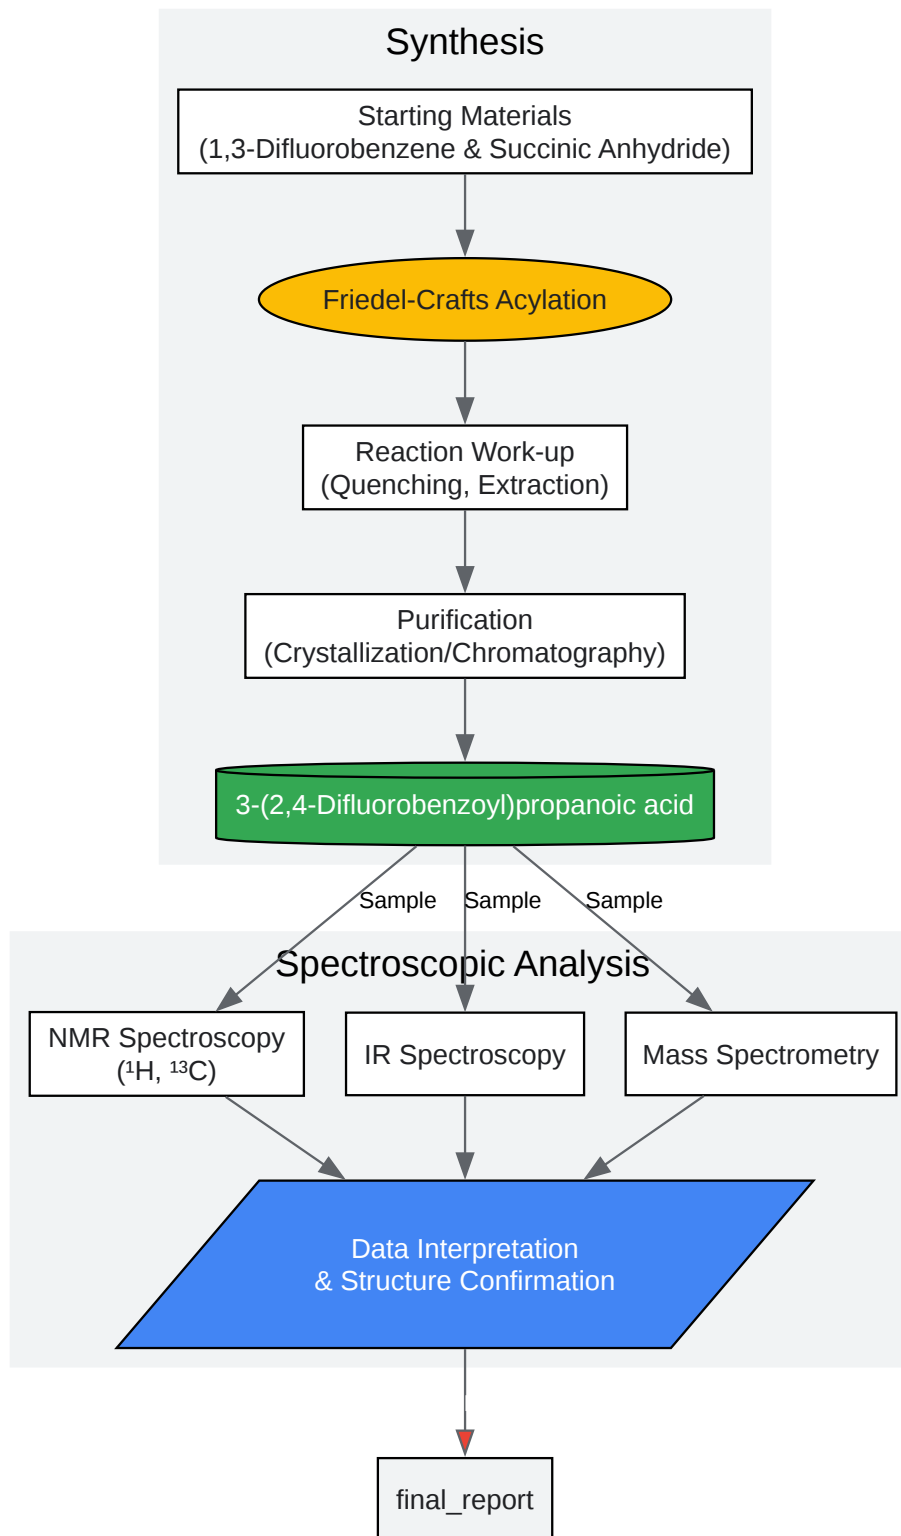 Synthesis
Starting Materials
(1,3-Difluorobenzene & Succinic Anhydride)
Friedel-Crafts Acylation
Reaction Work-up
(Quenching, Extraction)
Purification
(Crystallization/Chromatography)
3-(2,4-Difluorobenzoyl)propanoic acid
Sample
Sample
Sample
Spectroscopic Analysis
NMR Spectroscopy
(¹H, ¹³C)
IR Spectroscopy
Mass Spectrometry
Data Interpretation
& Structure Confirmation
final_report